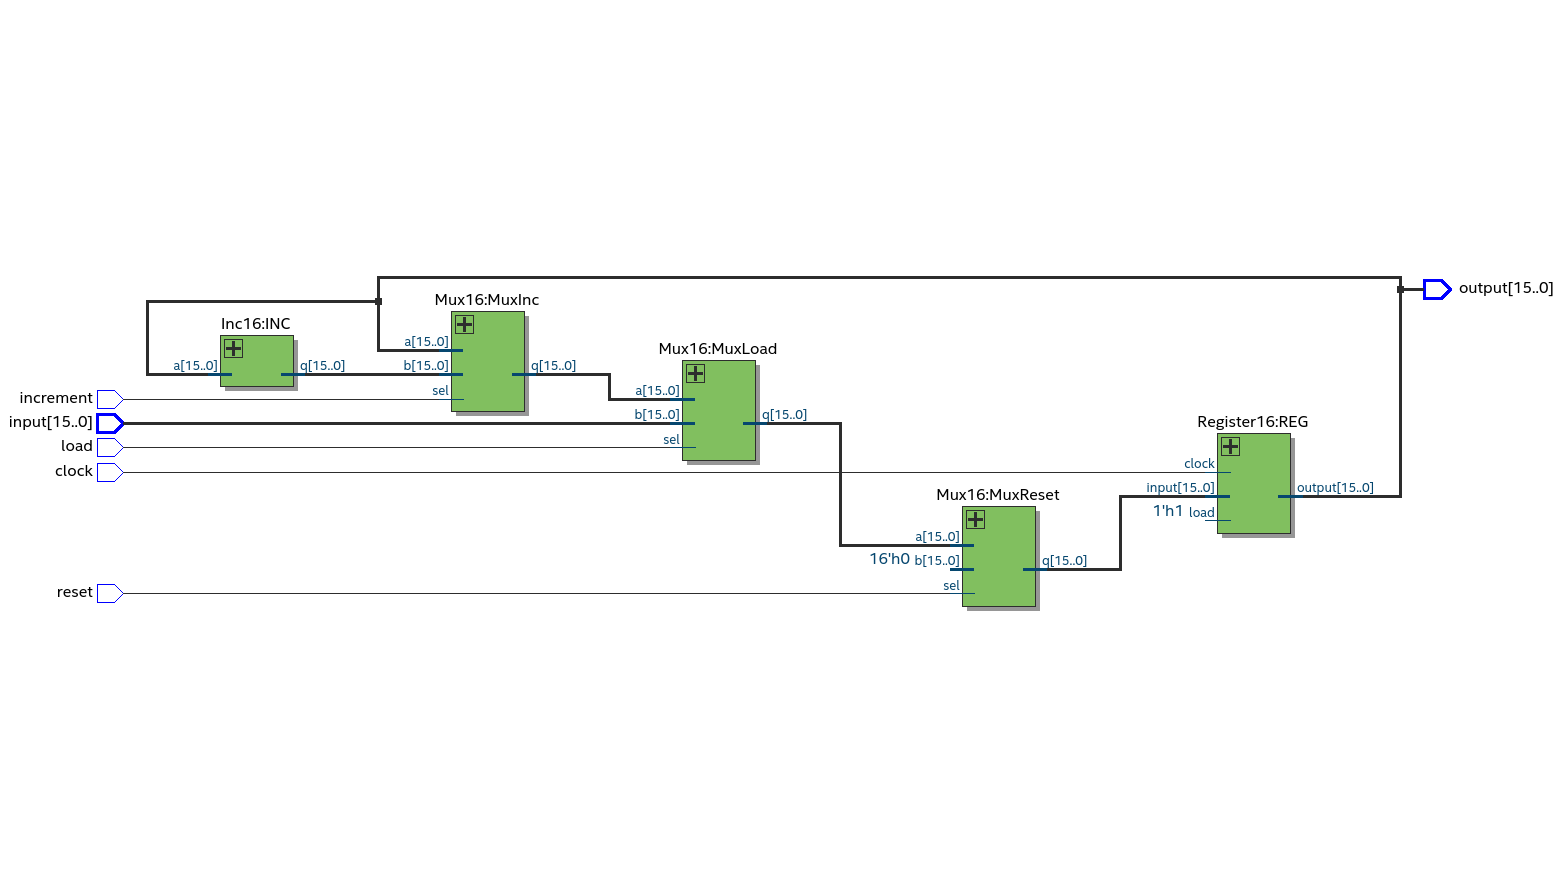 output[15..0]
Mux16:MuxInc
Inc16:INC
a[15..0]
b[15..0]
sel
q[15..0]
a[15..0]
q[15..0]
Mux16:MuxLoad
a[15..0]
b[15..0]
sel
q[15..0]
increment
input[15..0]
load
clock
reset
Register16:REG
clock
input[15..0]
1'h1 load
output[15..0]
Mux16:MuxReset
a[15..0]
16'h0 b[15..0]
sel
q[15..0]